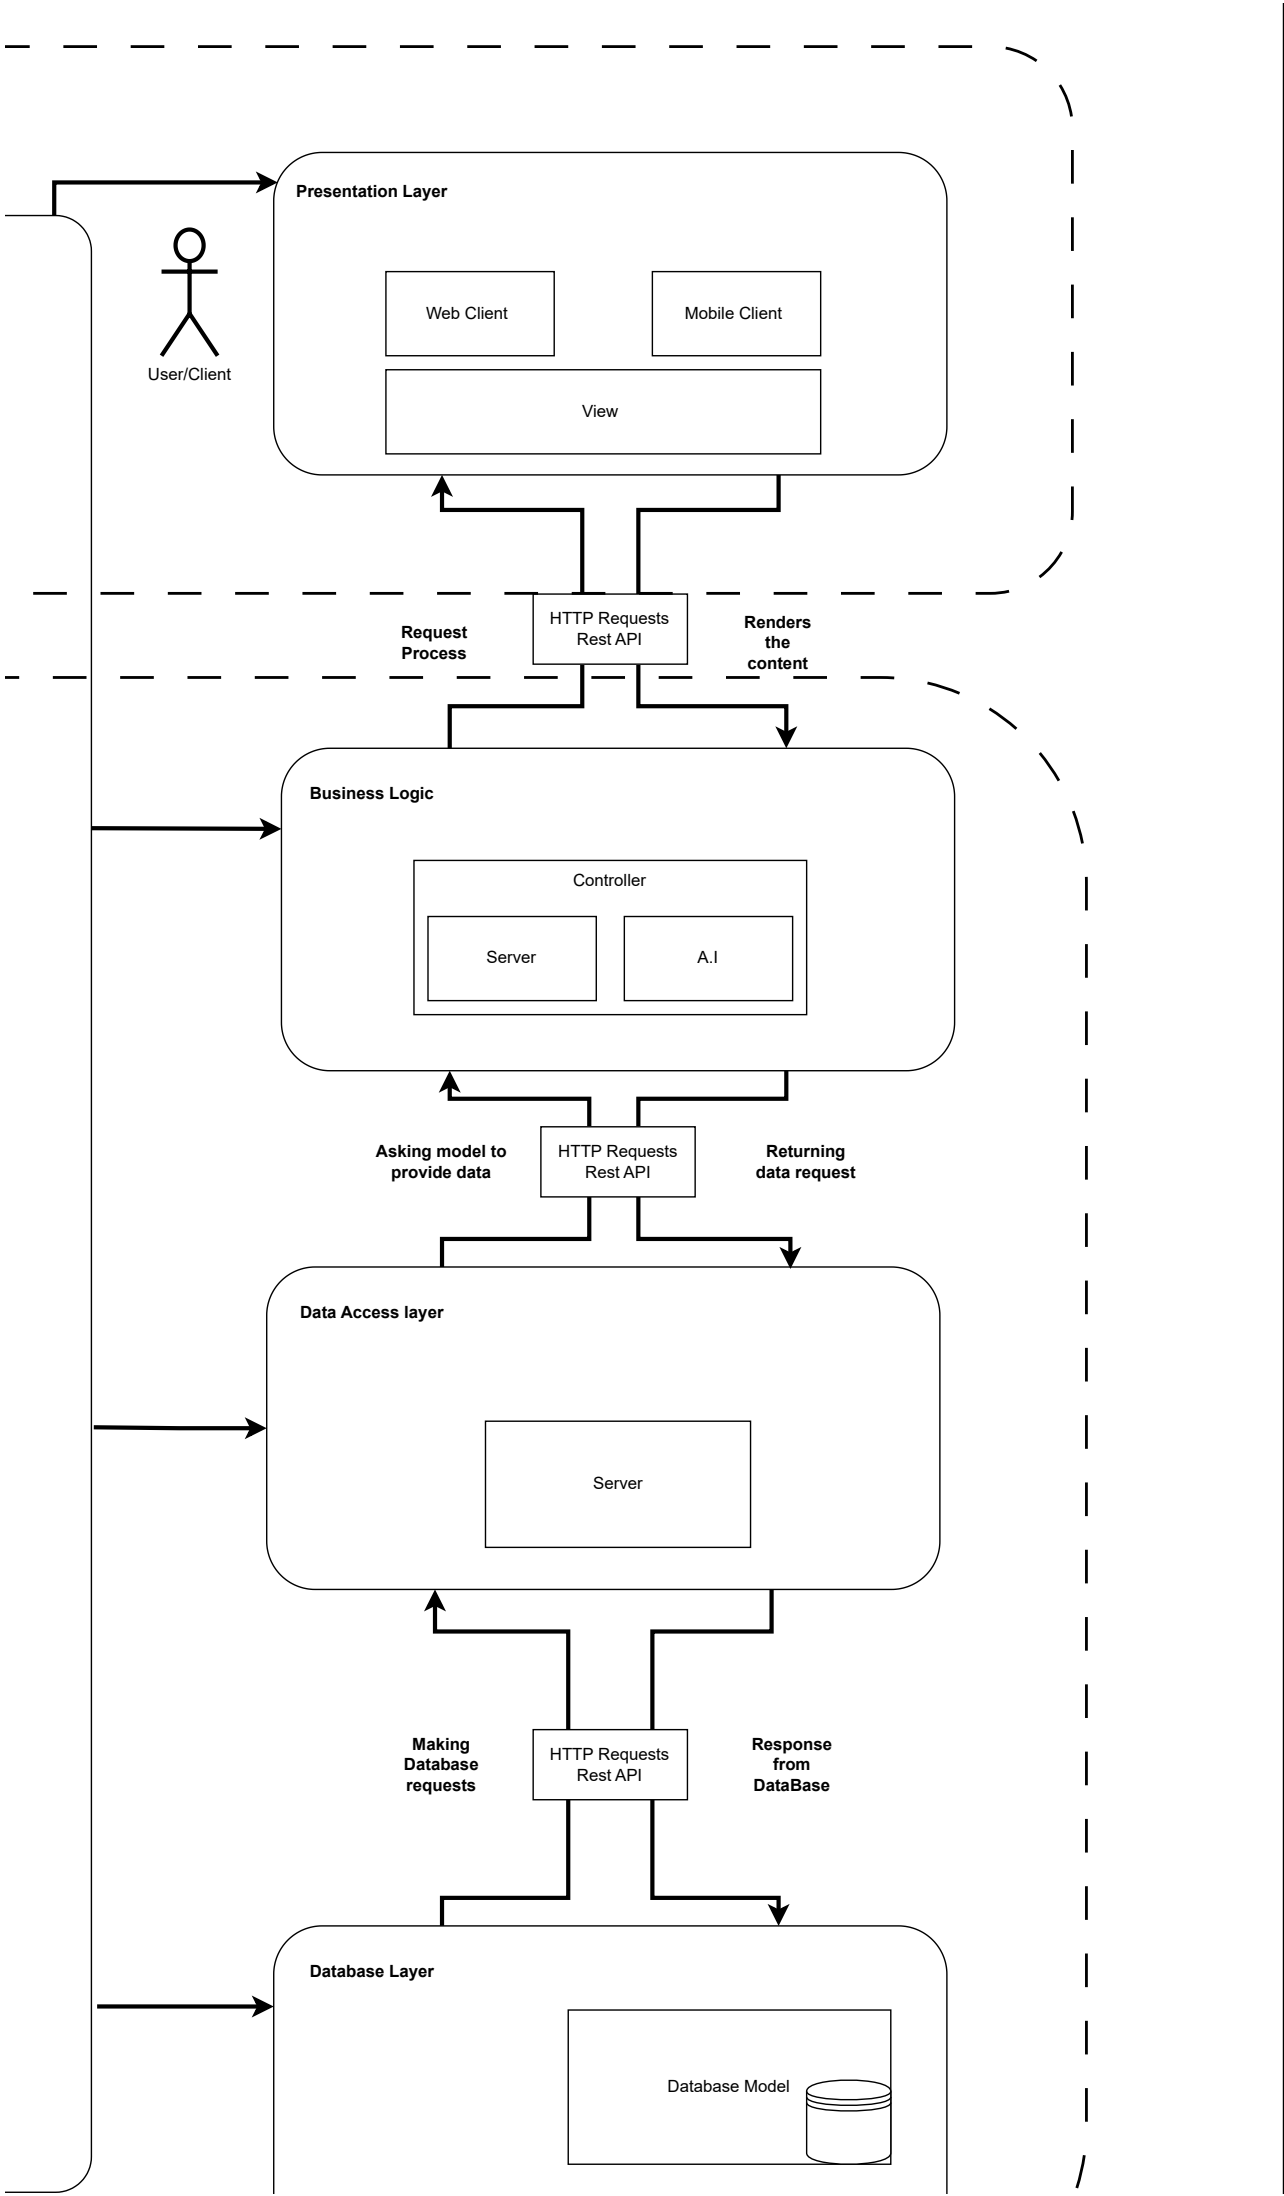 Presentation Layer
User/Client
Web Client
Mobile Client
View
Request
Process
HTTP Requests
Rest API
Renders
the
content
Business Logic
Controller
Server
A.I
Asking model to
provide data
HTTP Requests
Rest API
Returning
data request
Data Access layer
Server
Making
Database
requests
HTTP Requests
Rest API
Response
from
DataBase
Database Layer
Database Model